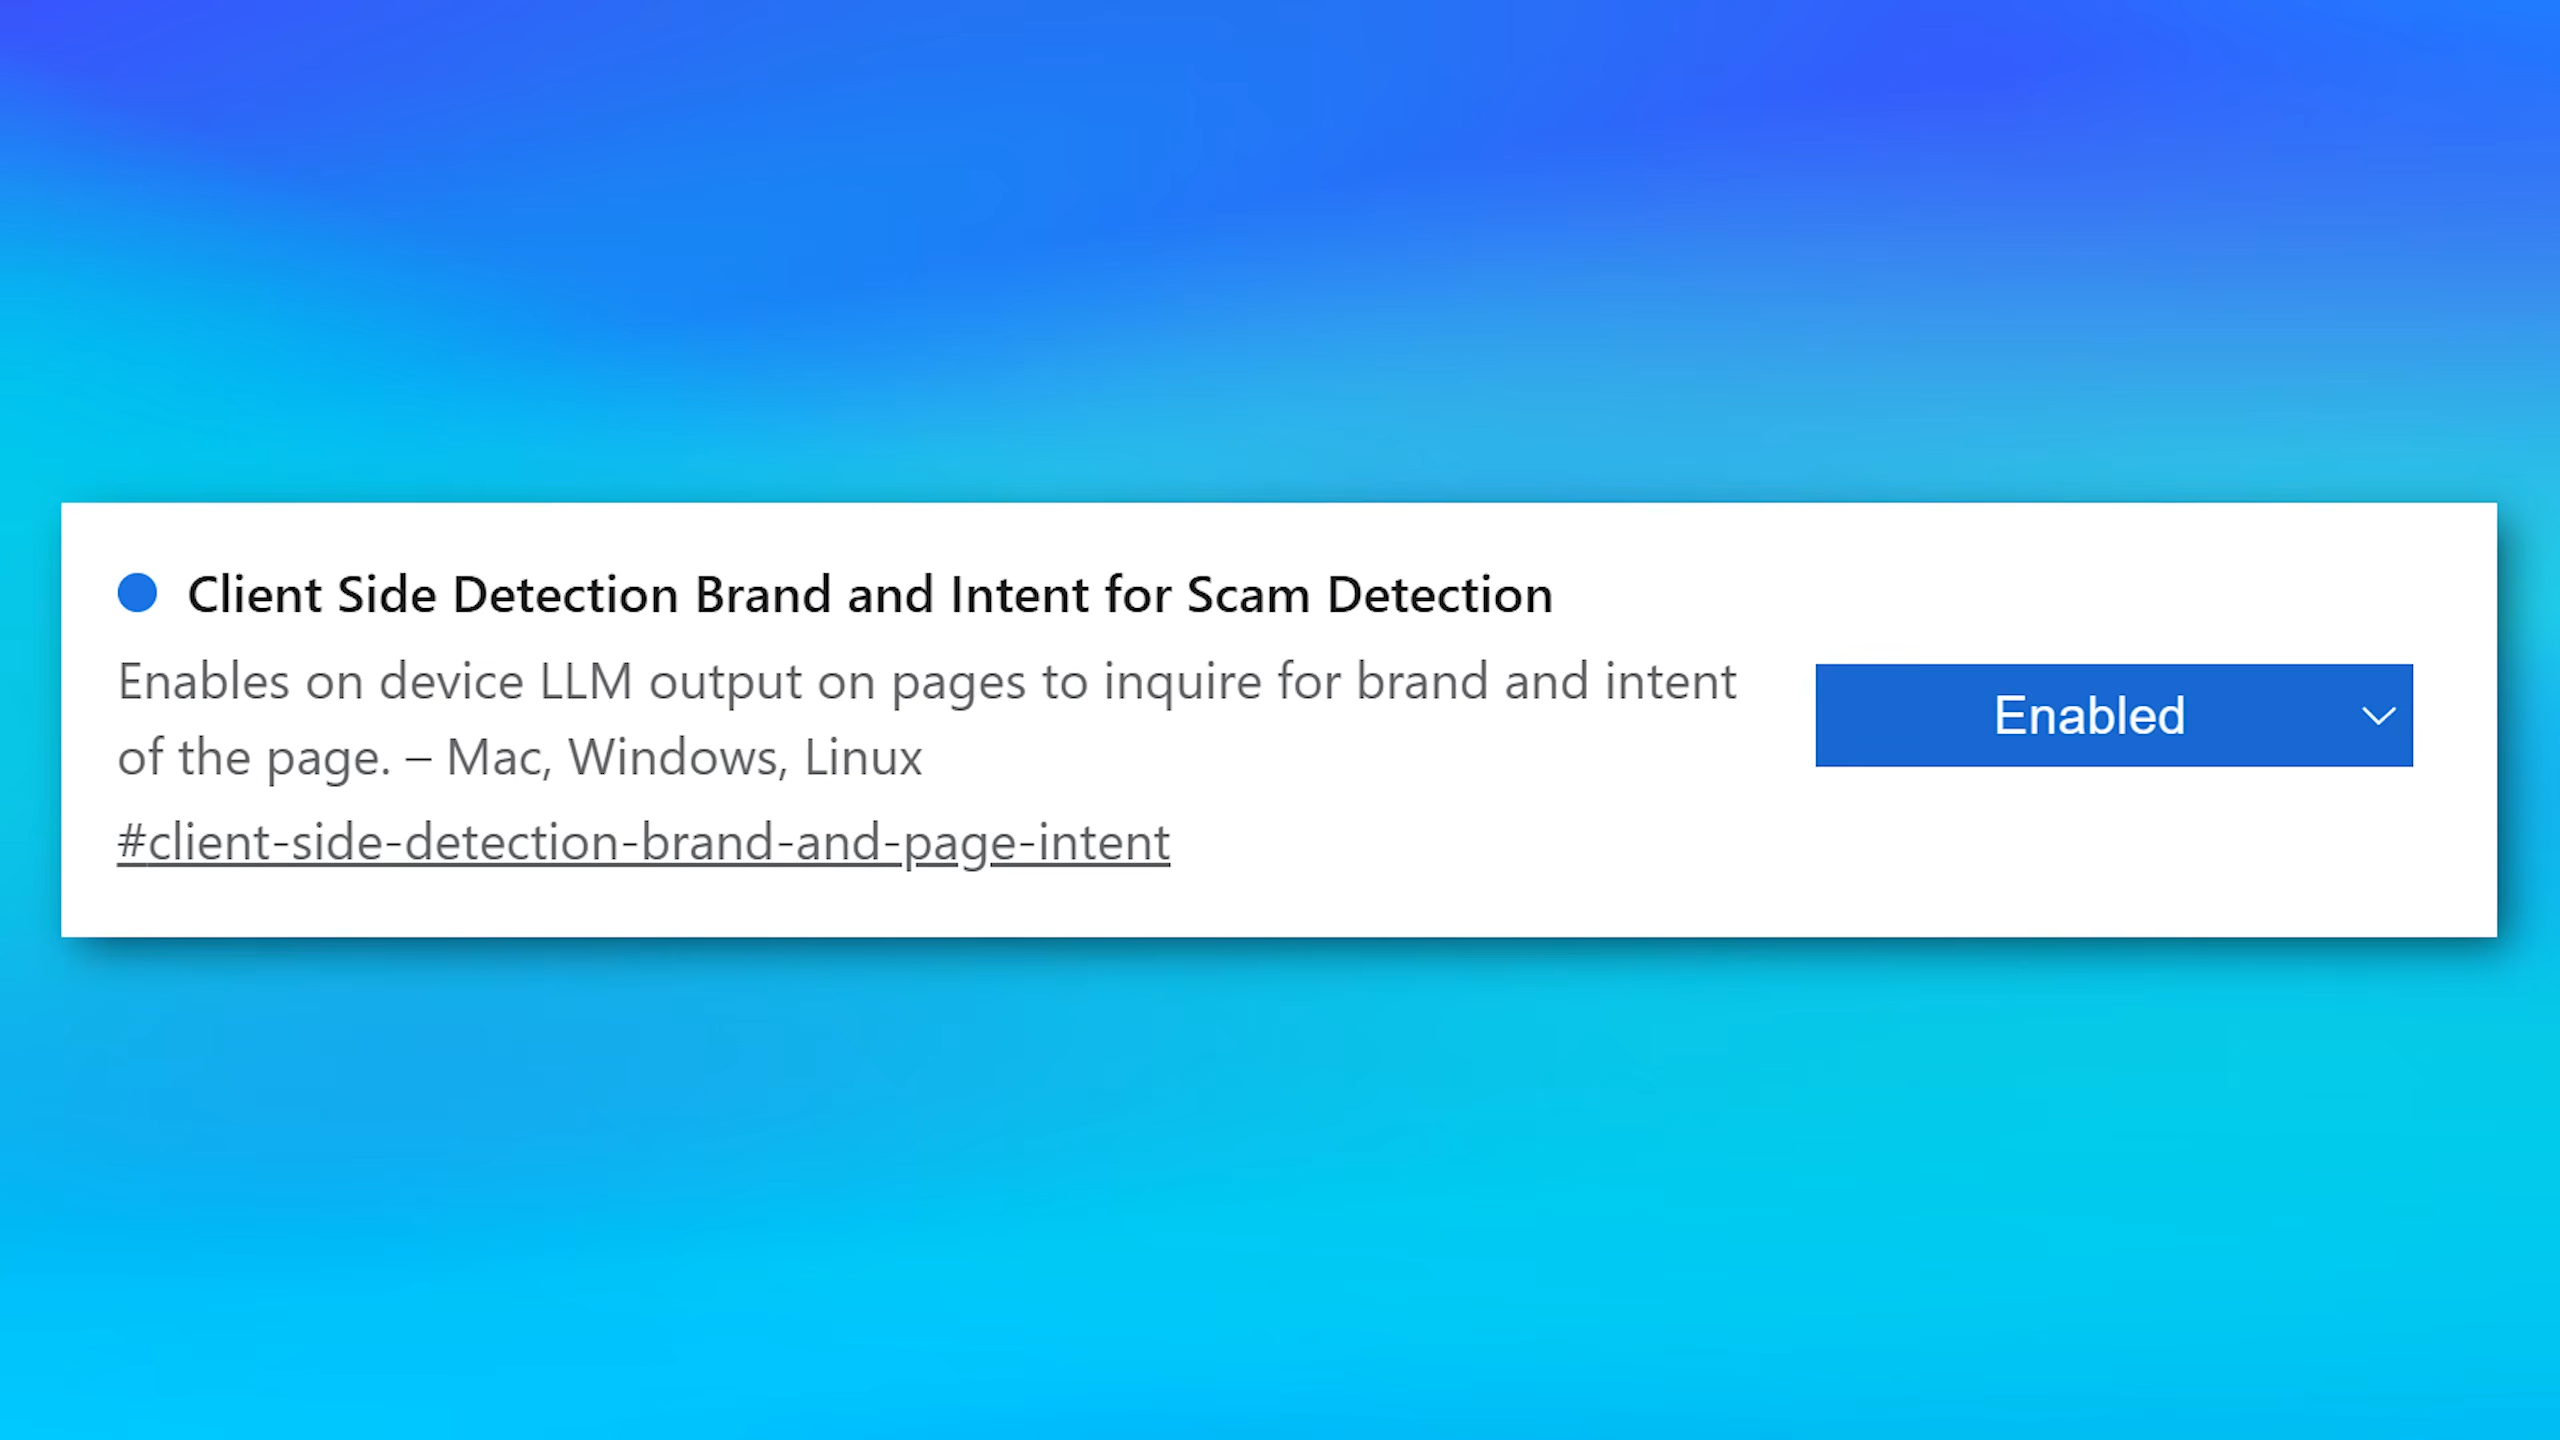 Client Side Detection Brand and Intent for Scam Detection
Enables on device LLM output on pages to inquire for brand and intent
of the page. – Mac, Windows, Linux
#client-side-detection-brand-and-page-intent
Enabled